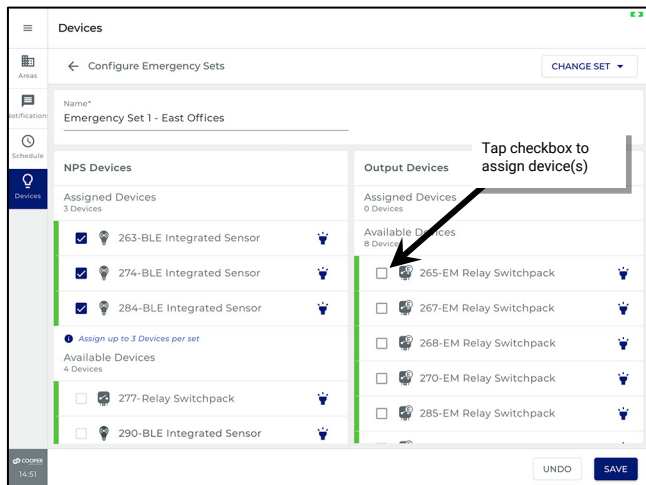 Devices
Areas
Notifications
Schedule
Devices
COOPER
14:51
Configure Emergency Sets
CHANGE SET
Name*
Emergency Set 1 - East Offices
Tap checkbox to
assign device(s)
NPS Devices
Assigned Devices
3 Devices
263-BLE Integrated Sensor
274-BLE Integrated Sensor
284-BLE Integrated Sensor
Assign up to 3 Devices per set
Available Devices
4 Devices
277-Relay Switchpack
290-BLE Integrated Sensor
Output Devices
Assigned Devices
0 Devices
Available Devices
8 Devices
265-EM Relay Switchpack
267-EM Relay Switchpack
268-EM Relay Switchpack
270-EM Relay Switchpack
285-EM Relay Switchpack
UNDO
SAVE